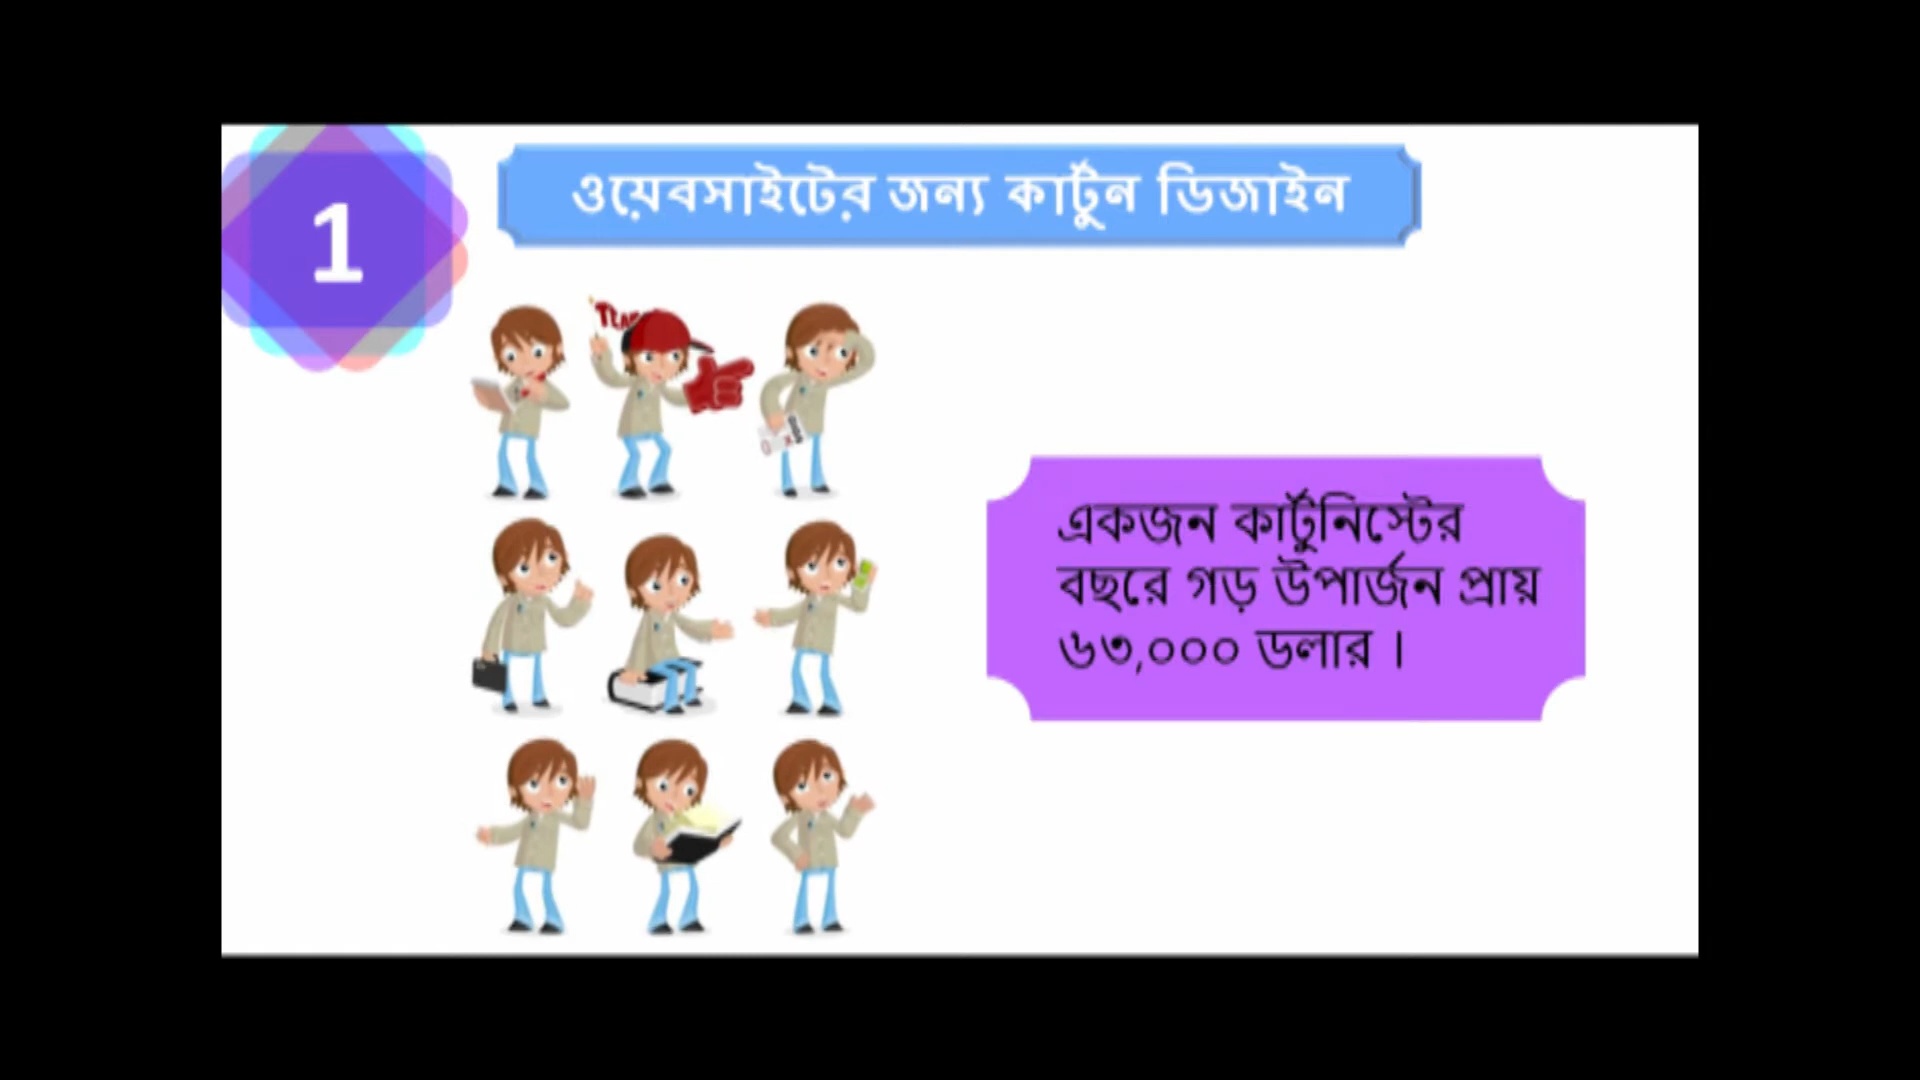 1
ওয়েবসাইটের জন্য কার্টুন ডিজাইন
একজন কার্টুনিস্টের
বছরে গড় উপার্জন প্রায়
৬৩,০০০ ডলার ।